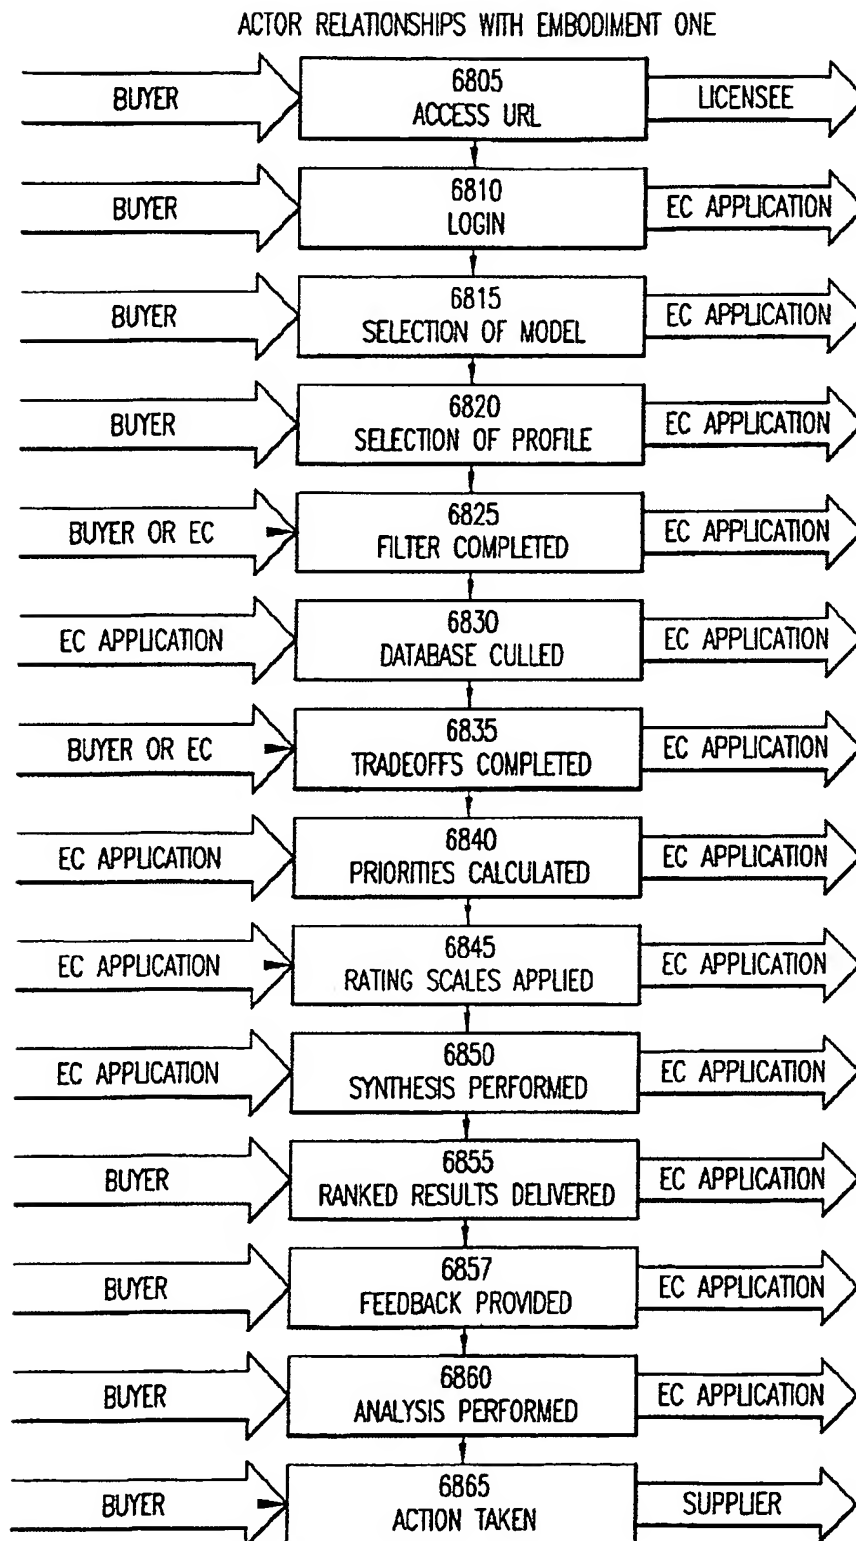 ACTOR RELATIONSHIPS WITH EMBODIMENT ONE
BUYER
6805
ACCESS URL
LICENSEE
BUYER
6810
LOGIN
EC APPLICATION
BUYER
6815
SELECTION OF MODEL
EC APPLICATION
BUYER
6820
SELECTION OF PROFILE
EC APPLICATION
BUYER OR EC
6825
FILTER COMPLETED
EC APPLICATION
EC APPLICATION
6830
DATABASE CULLED
EC APPLICATION
BUYER OR EC
6835
TRADEOFFS COMPLETED
EC APPLICATION
EC APPLICATION
6840
PRIORITIES CALCULATED
EC APPLICATION
EC APPLICATION
6845
RATING SCALES APPLIED
EC APPLICATION
EC APPLICATION
6850
SYNTHESIS PERFORMED
EC APPLICATION
BUYER
6855
RANKED RESULTS DELIVERED
EC APPLICATION
BUYER
6857
FEEDBACK PROVIDED
EC APPLICATION
BUYER
6860
ANALYSIS PERFORMED
EC APPLICATION
BUYER
6865
ACTION TAKEN
SUPPLIER